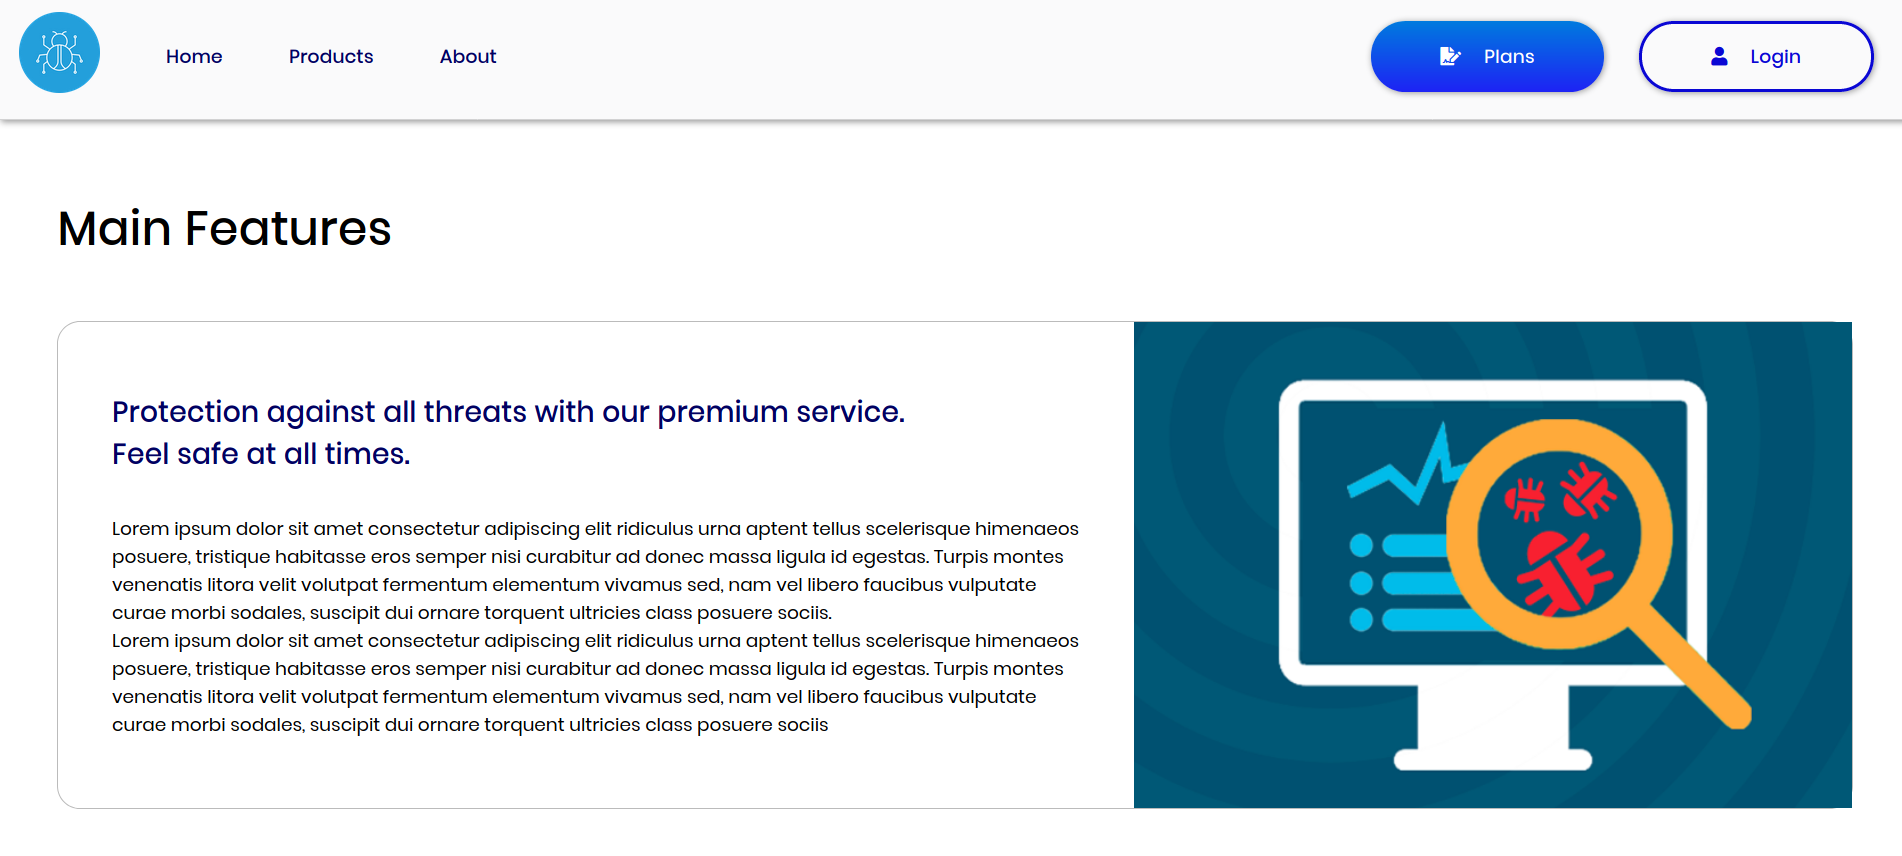 Home Products About Plans Login
Main Features
Protection against all threats with our premium service.
Feel safe at all times.
Lorem ipsum dolor sit amet consectetur adipiscing elit ridiculus urna aptent tellus scelerisque himenaeos
posuere, tristique habitasse eros semper nisi curabitur ad donec massa ligula id egestas. Turpis montes
venenatis litora velit volutpat fermentum elementum vivamus sed, nam vel libero faucibus vulputate
curae morbi sodales, suscipit dui ornare torquent ultricies class posuere sociis.
Lorem ipsum dolor sit amet consectetur adipiscing elit ridiculus urna aptent tellus scelerisque himenaeos
posuere, tristique habitasse eros semper nisi curabitur ad donec massa ligula id egestas. Turpis montes
venenatis litora velit volutpat fermentum elementum vivamus sed, nam vel libero faucibus vulputate
curae morbi sodales, suscipit dui ornare torquent ultricies class posuere sociis